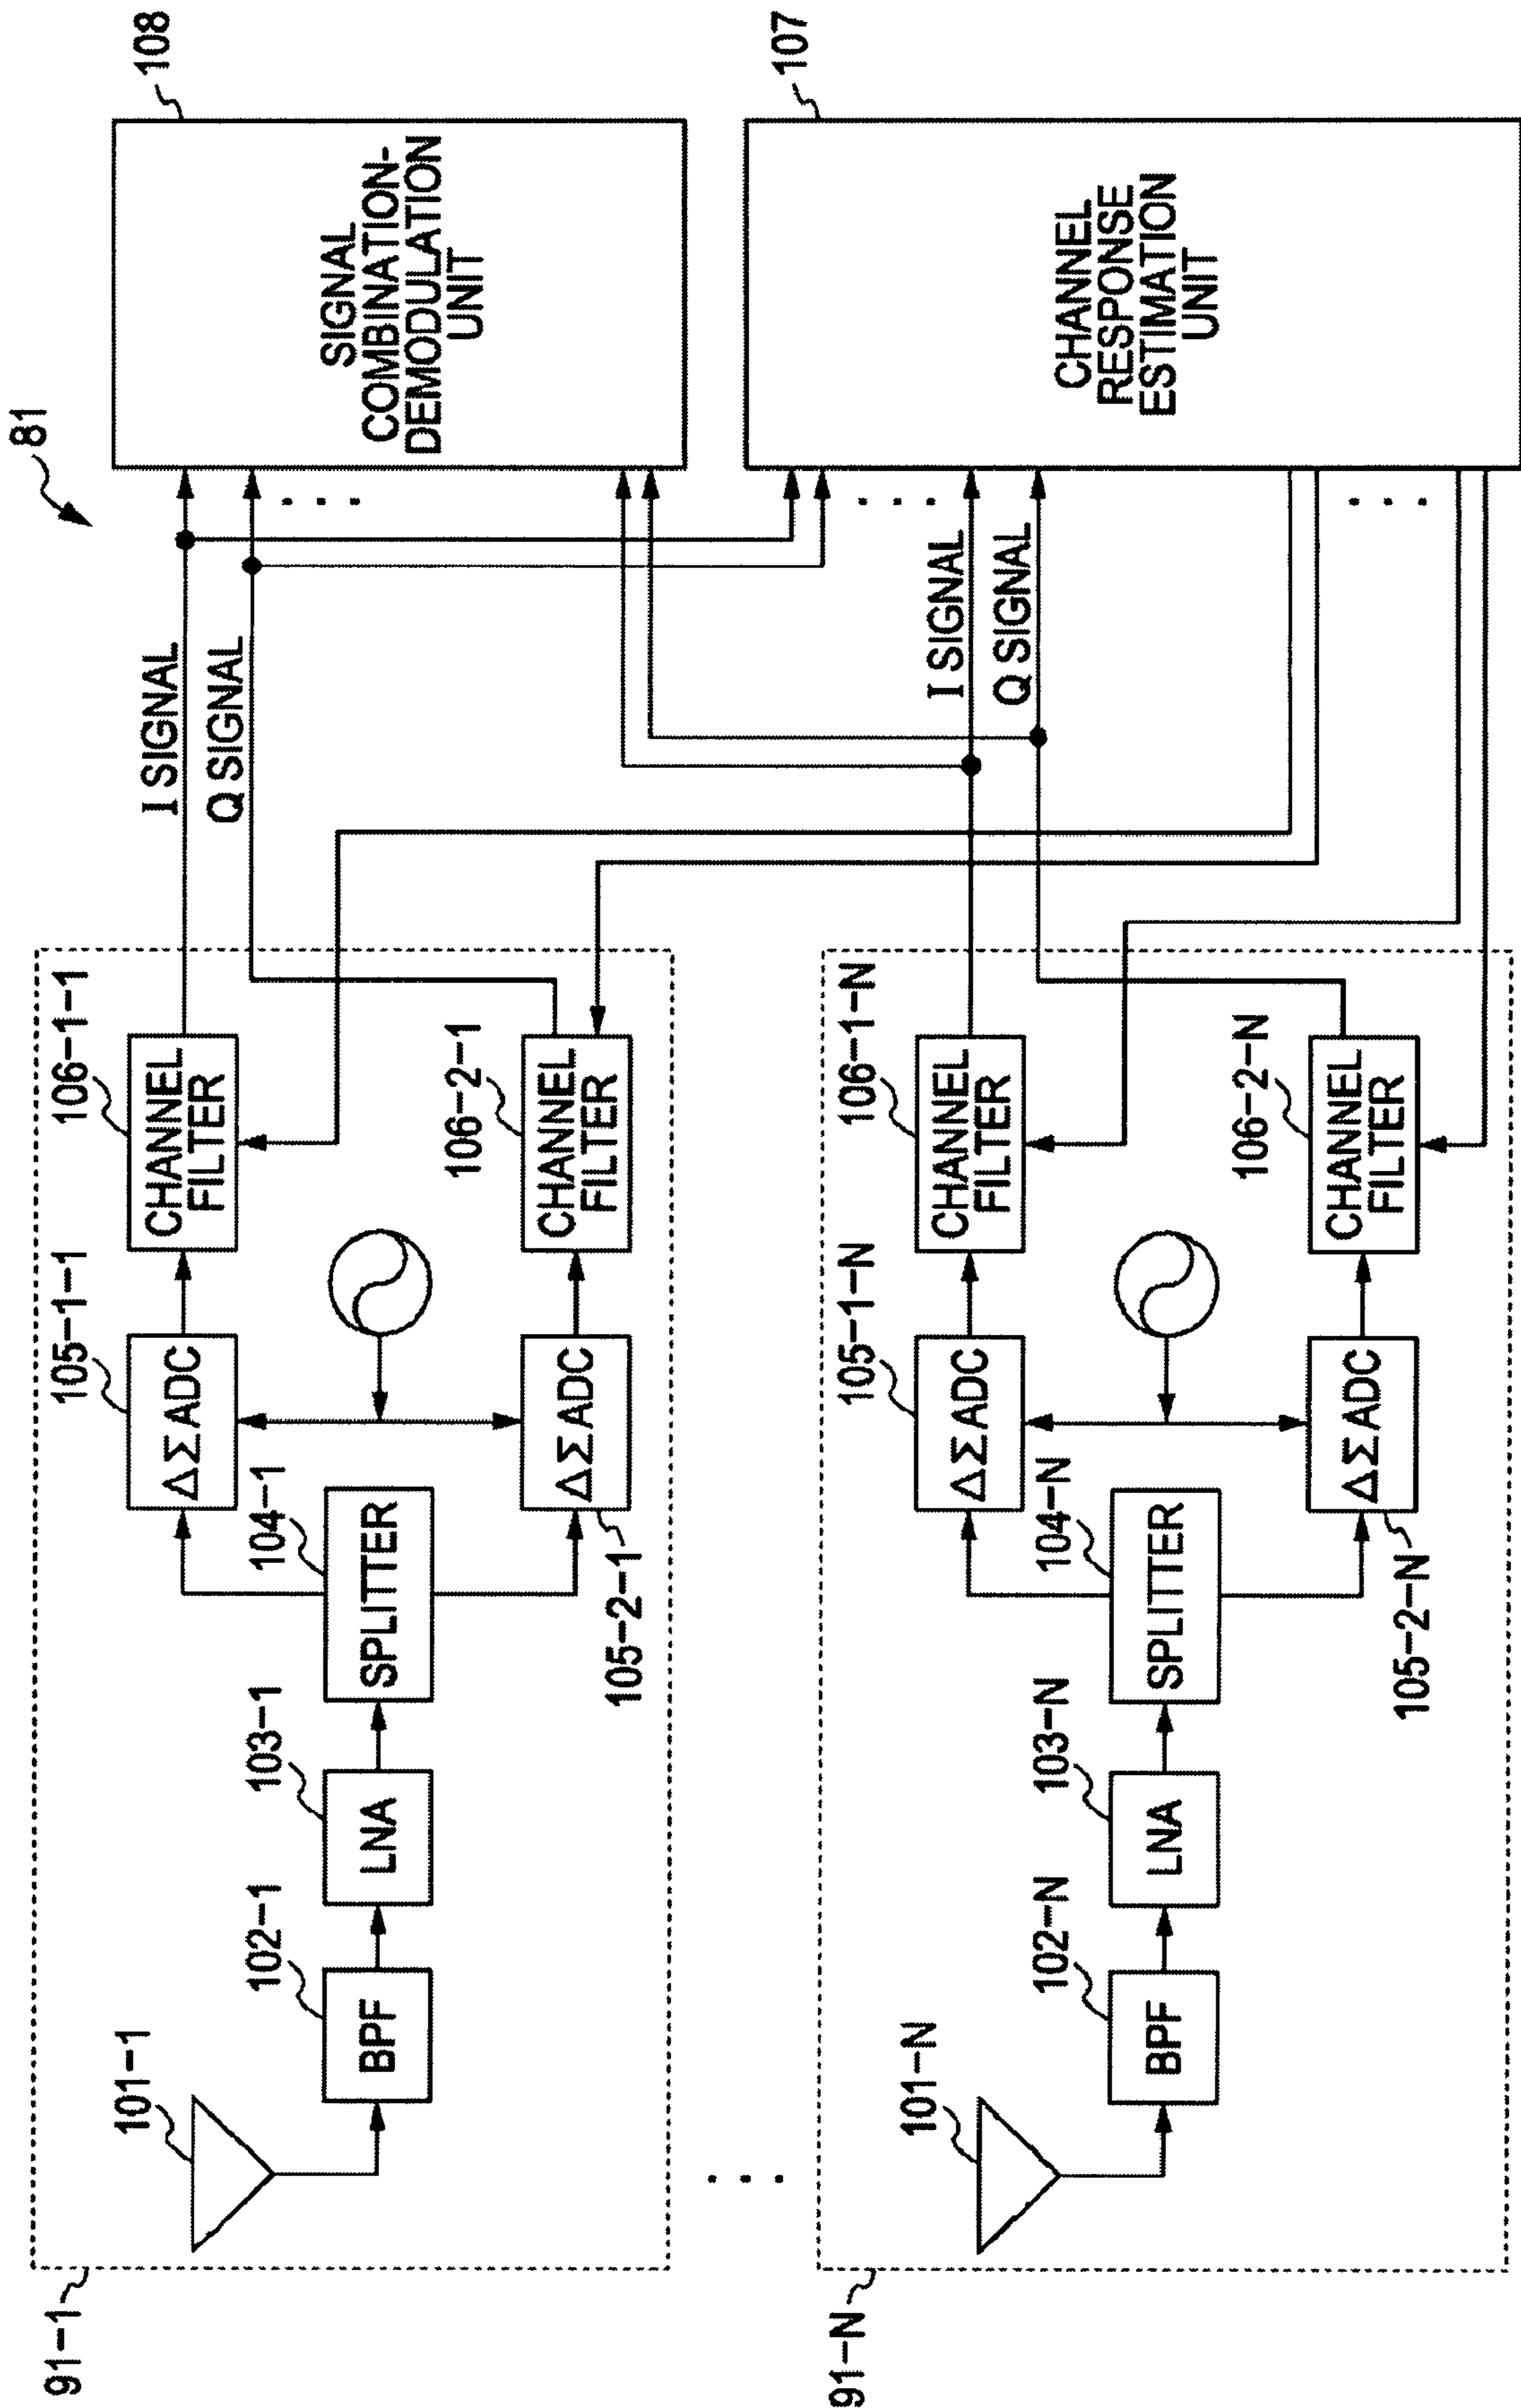 81
91-1
101-1
102-1
BPF
103-1
LNA
104-1
SPLITTER
105-1-1
ΔΣ ADC
105-2-1
ΔΣ ADC
106-1-1
CHANNEL
FILTER
106-2-1
CHANNEL
FILTER
I SIGNAL
Q SIGNAL
108
SIGNAL
COMBINATION-
DEMODULATION
UNIT
. . .
. . .
91-N
101-N
102-N
BPF
103-N
LNA
104-N
SPLITTER
105-1-N
ΔΣ ADC
105-2-N
ΔΣ ADC
106-1-N
CHANNEL
FILTER
106-2-N
CHANNEL
FILTER
I SIGNAL
Q SIGNAL
107
CHANNEL
RESPONSE
ESTIMATION
UNIT
. . .
. . .